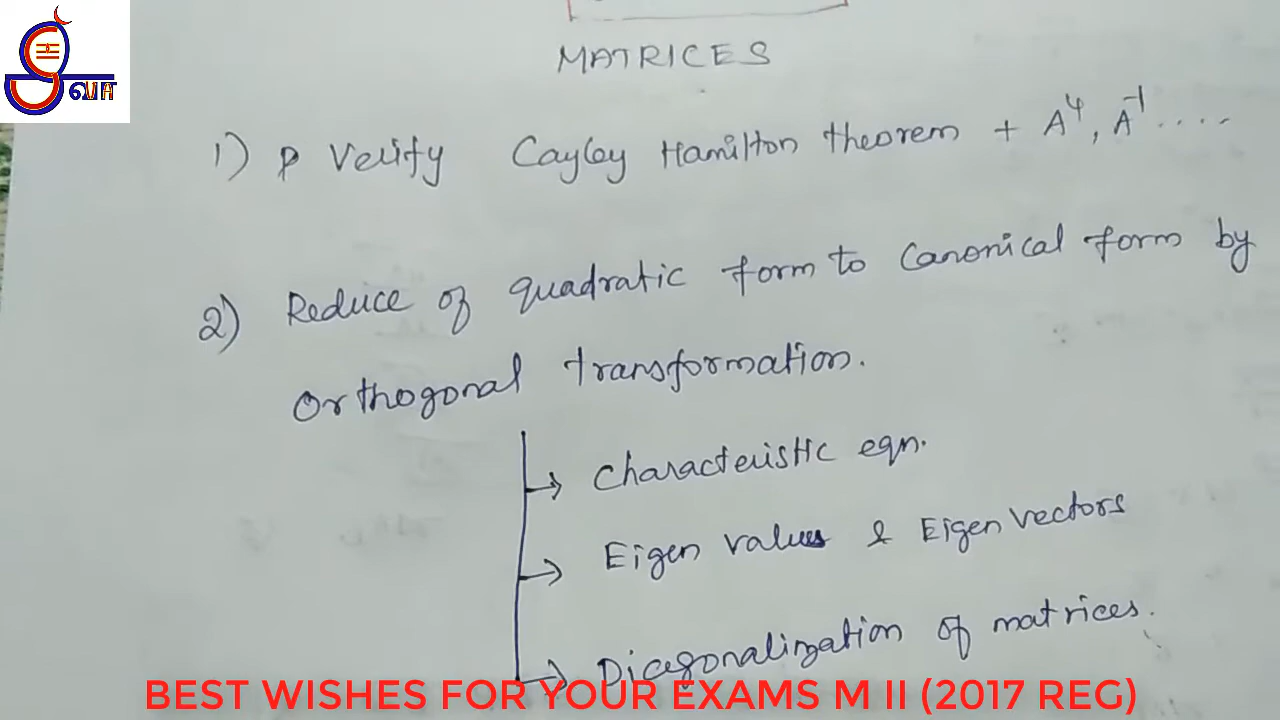 சிவா
MATRICES
1) Verify Cayley Hamilton theorem + A⁴, A⁻¹ ....
2) Reduce of quadratic form to Canonical form by
Orthogonal transformation.
→ Characteristic eqn.
→ Eigen values & Eigen vectors
→ Diagonalization of matrices.
BEST WISHES FOR YOUR EXAMS M II (2017 REG)